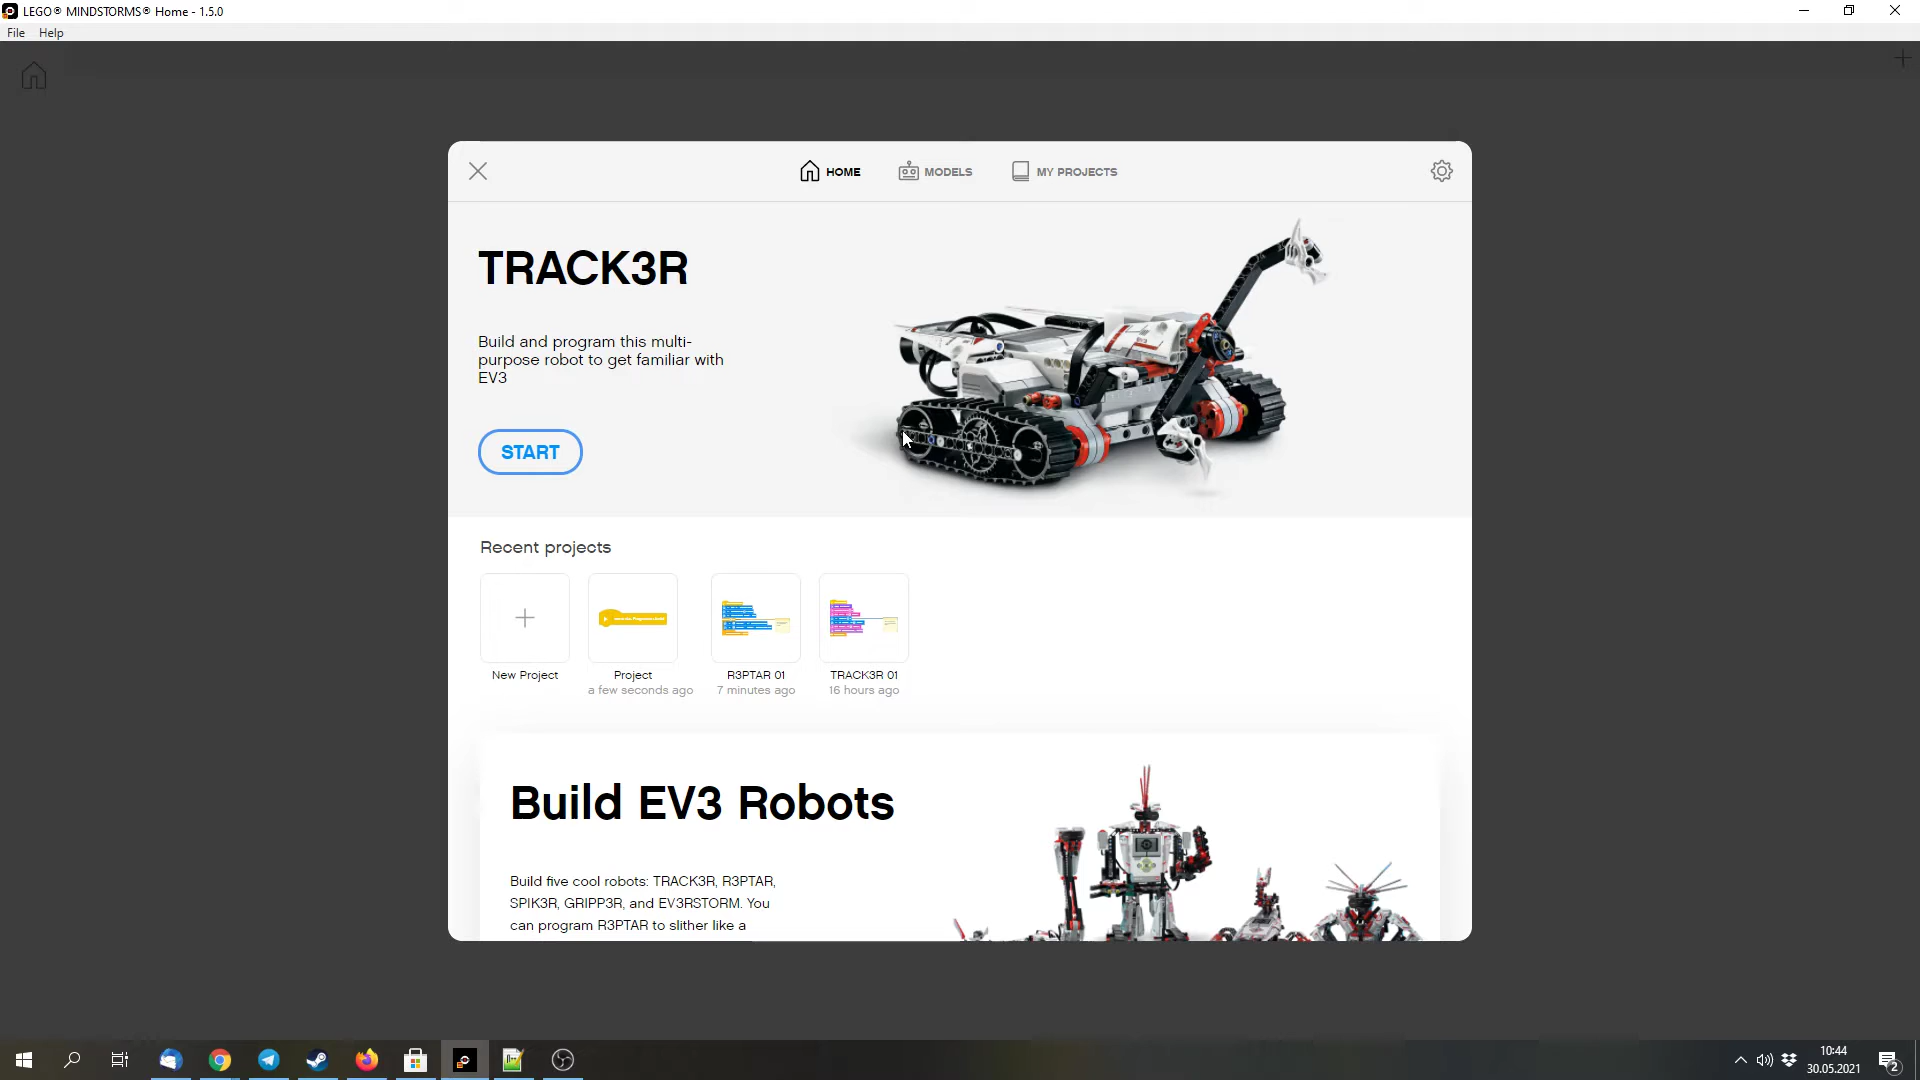 LEGO® MINDSTORMS® Home - 1.5.0
File Help
HOME MODELS MY PROJECTS
TRACK3R
Build and program this multi-
purpose robot to get familiar with
EV3
START
Recent projects
New Project
Project
a few seconds ago
R3PTAR 01
7 minutes ago
TRACK3R 01
16 hours ago
Build EV3 Robots
Build five cool robots: TRACK3R, R3PTAR,
SPIK3R, GRIPP3R, and EV3RSTORM. You
can program R3PTAR to slither like a
10:44
30.05.2021
2